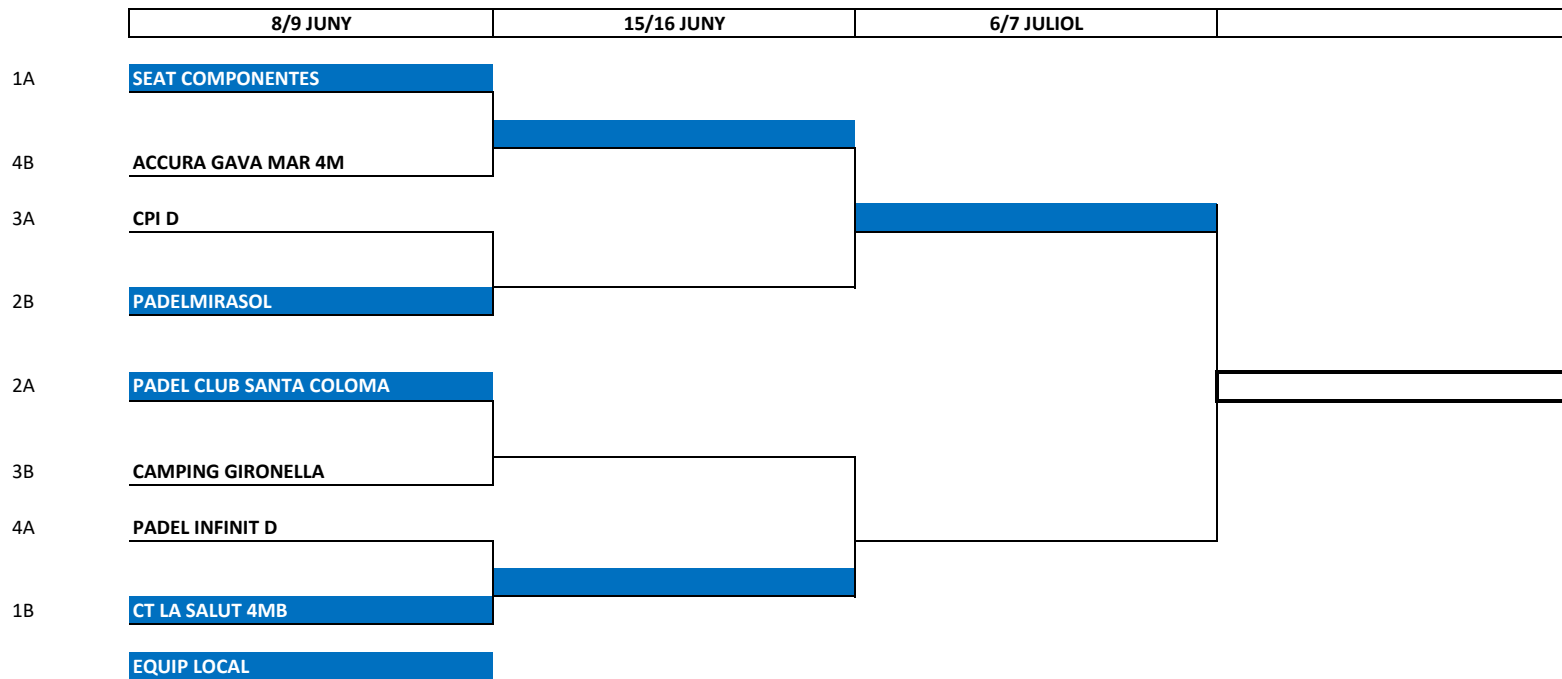 8/9 JUNY 15/16 JUNY 6/7 JULIOL
1A SEAT COMPONENTES
4B ACCURA GAVA MAR 4M
3A CPI D
2B PADELMIRASOL
2A PADEL CLUB SANTA COLOMA
3B CAMPING GIRONELLA
4A PADEL INFINIT D
1B CT LA SALUT 4MB
EQUIP LOCAL